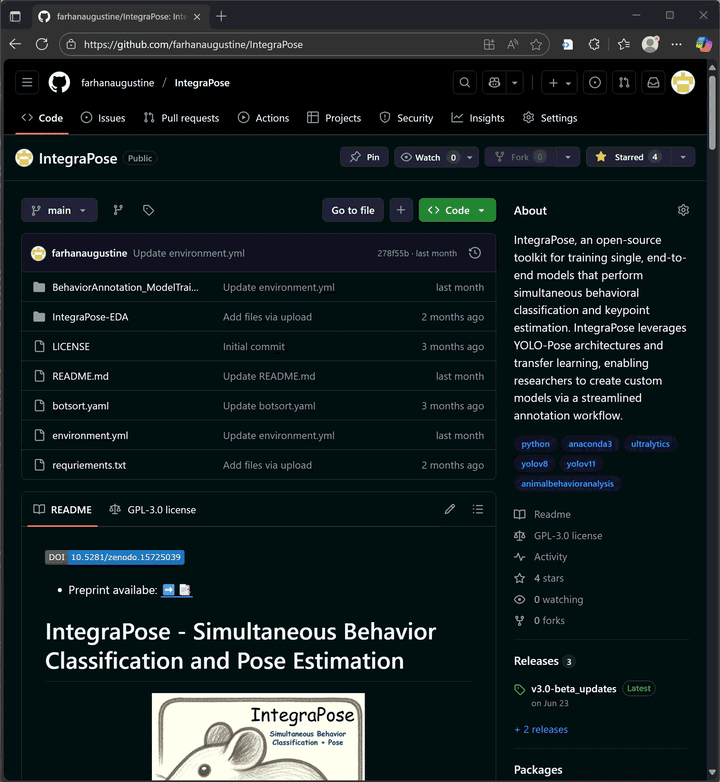 farhanaugustine/IntegraPose: Inte
https://github.com/farhanaugustine/IntegraPose
farhanaugustine / IntegraPose
Code
Issues
Pull requests
Actions
Projects
Security
Insights
Settings
IntegraPose
Public
Pin
Watch 0
Fork 0
Starred 4
main
Go to file
Code
farhanaugustine Update environment.yml
278f55b · last month
BehaviorAnnotation_ModelTrai... Update environment.yml last month
IntegraPose-EDA Add files via upload 2 months ago
LICENSE Initial commit 3 months ago
README.md Update README.md last month
botsort.yaml Update botsort.yaml 3 months ago
environment.yml Update environment.yml last month
requriements.txt Add files via upload 2 months ago
README
GPL-3.0 license
DOI 10.5281/zenodo.15725039
• Preprint availabe:
IntegraPose - Simultaneous Behavior
Classification and Pose Estimation
IntegraPose
Simultaneous Behavior
Classification + Pose
About
IntegraPose, an open-source
toolkit for training single, end-to-
end models that perform
simultaneous behavioral
classification and keypoint
estimation. IntegraPose leverages
YOLO-Pose architectures and
transfer learning, enabling
researchers to create custom
models via a streamlined
annotation workflow.
python anaconda3 ultralytics
yolov8 yolov11
animalbehavioranalysis
Readme
GPL-3.0 license
Activity
4 stars
0 watching
0 forks
Releases 3
v3.0-beta_updates Latest
on Jun 23
+ 2 releases
Packages